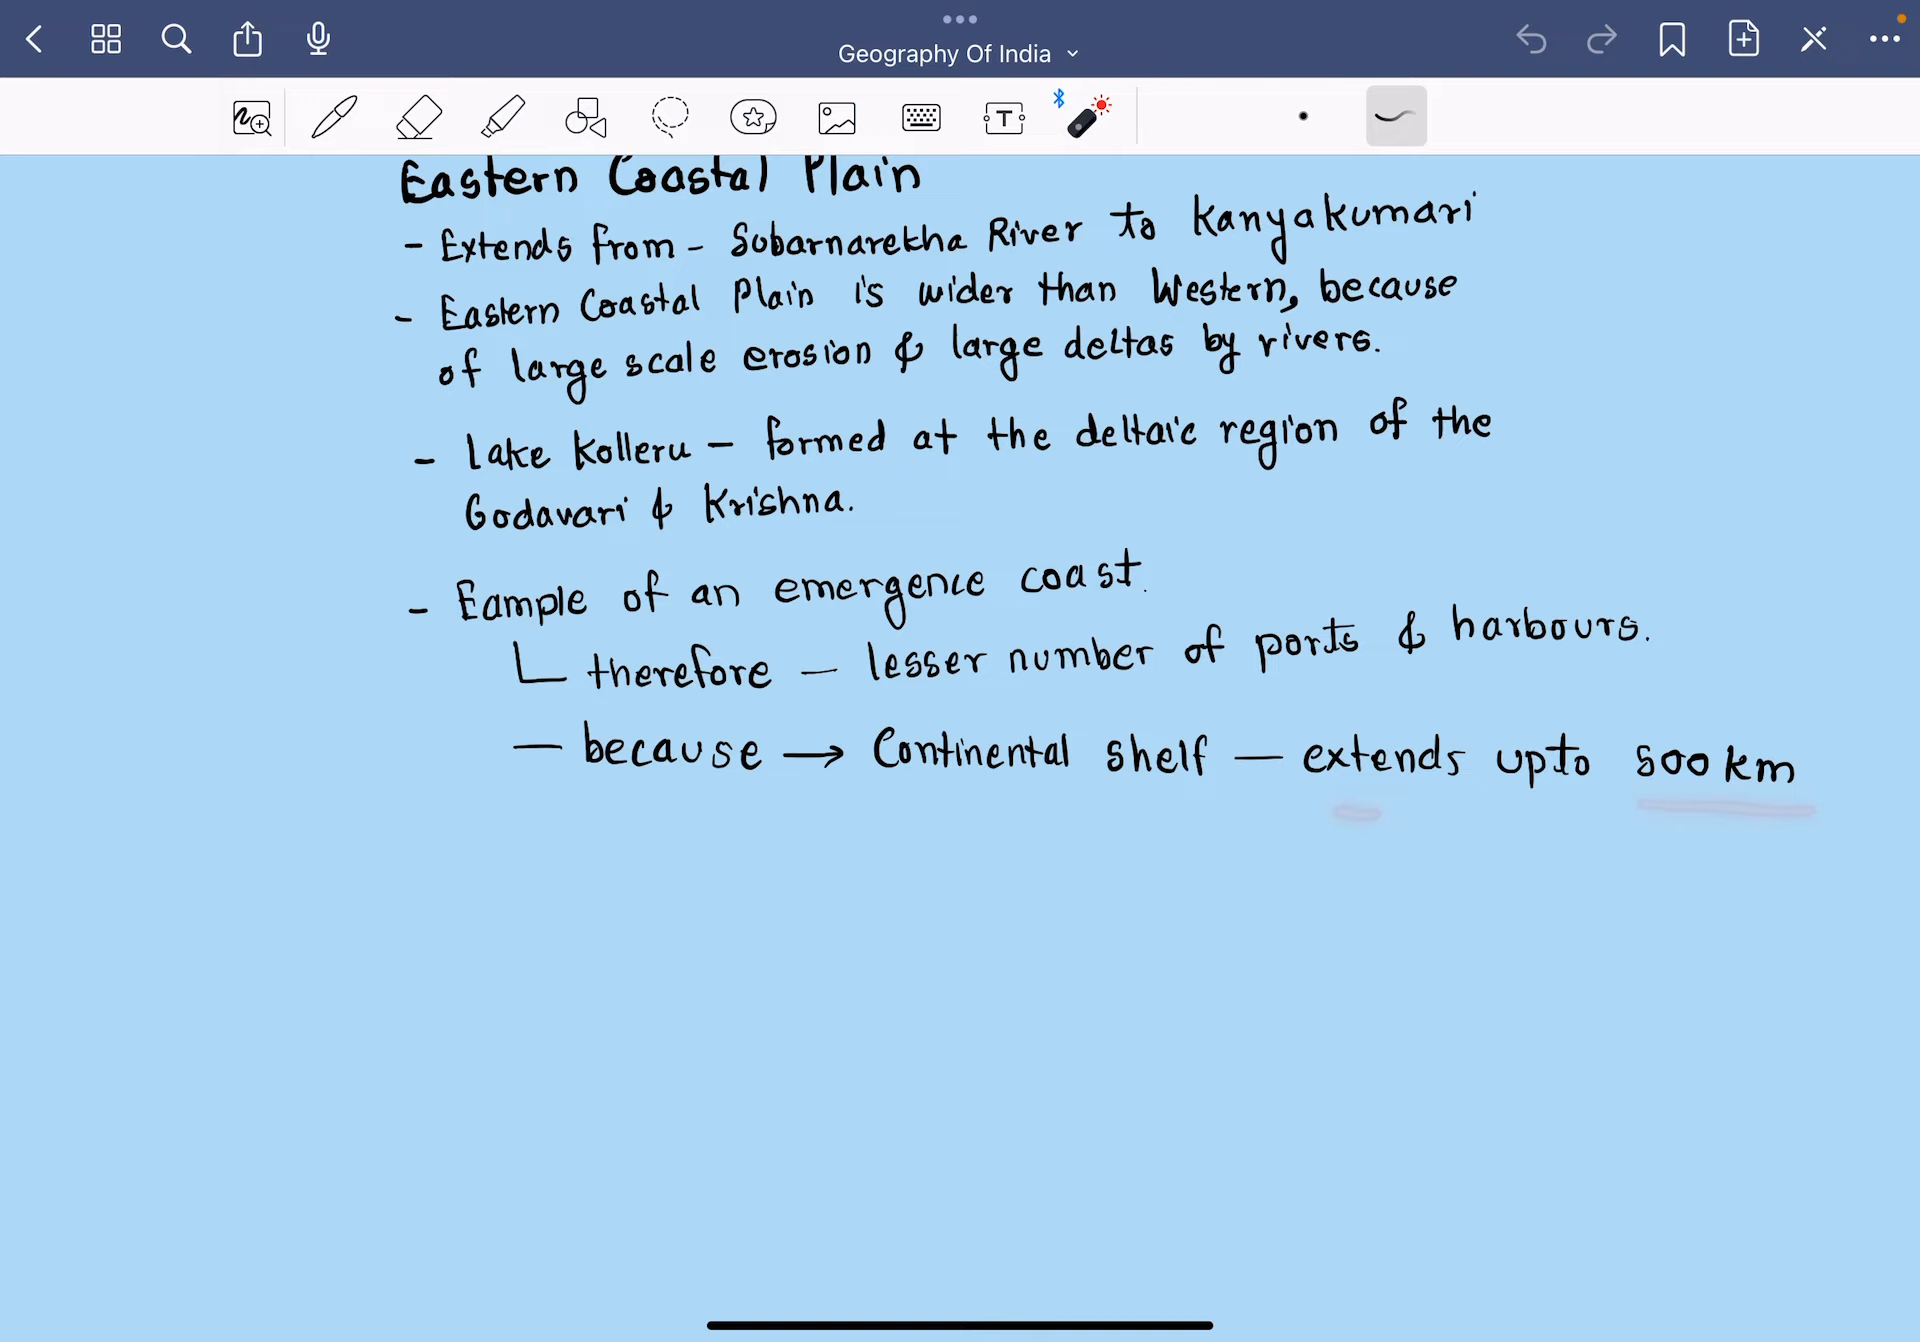 Geography Of India
T
Eastern Coastal Plain
- Extends from - Subarnarekha River to Kanyakumari
- Eastern Coastal Plain is wider than Western, because
of large scale erosion & large deltas by rivers.
- Lake Kolleru - formed at the deltaic region of the
Godavari & Krishna.
- Eample of an emergence coast.
therefore - lesser number of ports & harbours.
- because → Continental shelf - extends upto 500 km